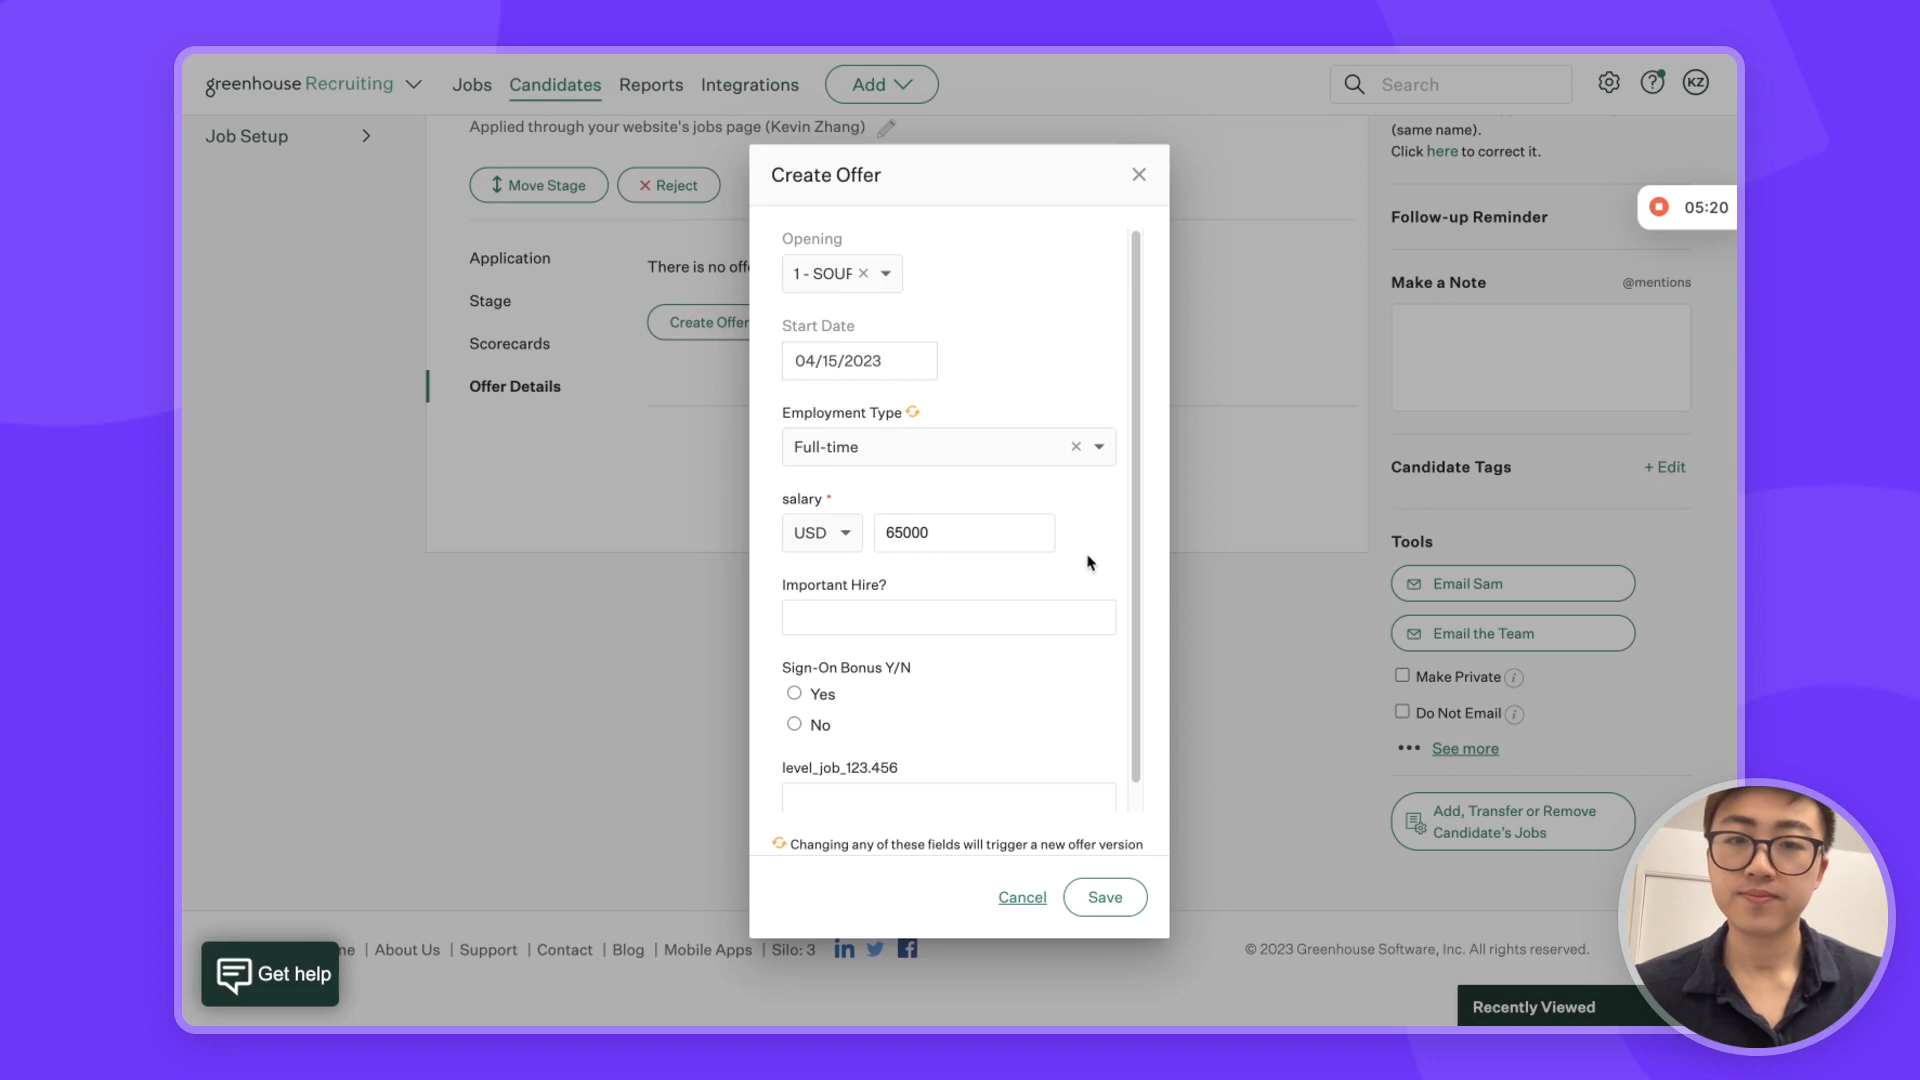 greenhouse Recruiting
Jobs
Candidates
Reports
Integrations
Add
Search
KZ
Job Setup
Applied through your website's jobs page (Kevin Zhang)
Move Stage
Reject
Application
Stage
Scorecards
Offer Details
There is no off
Create Offer
Create Offer
Opening
1 - SOUR
Start Date
04/15/2023
Employment Type
Full-time
salary *
USD
65000
Important Hire?
Sign-On Bonus Y/N
Yes
No
level_job_123.456
Changing any of these fields will trigger a new offer version
Cancel
Save
(same name).
Click here to correct it.
Follow-up Reminder
05:20
Make a Note
@mentions
Candidate Tags
+ Edit
Tools
Email Sam
Email the Team
Make Private i
Do Not Email i
••• See more
Add, Transfer or Remove
Candidate's Jobs
Get help
me | About Us | Support | Contact | Blog | Mobile Apps | Silo: 3
© 2023 Greenhouse Software, Inc. All rights reserved.
Recently Viewed